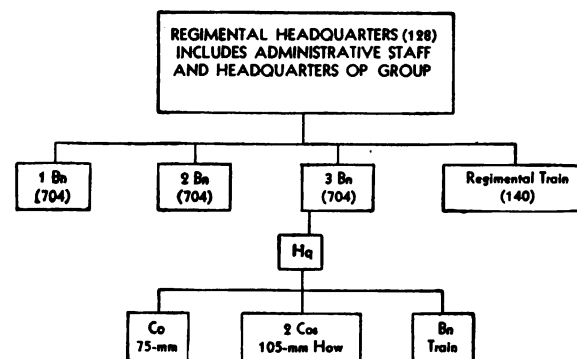 REGIMENTAL HEADQUARTERS (128)
INCLUDES ADMINISTRATIVE STAFF
AND HEADQUARTERS OP GROUP
1 Bn
(704)
2 Bn
(704)
3 Bn
(704)
Regimental Train
(140)
Hq
Co
75-mm
2 Cos
105-mm How
Bn
Train